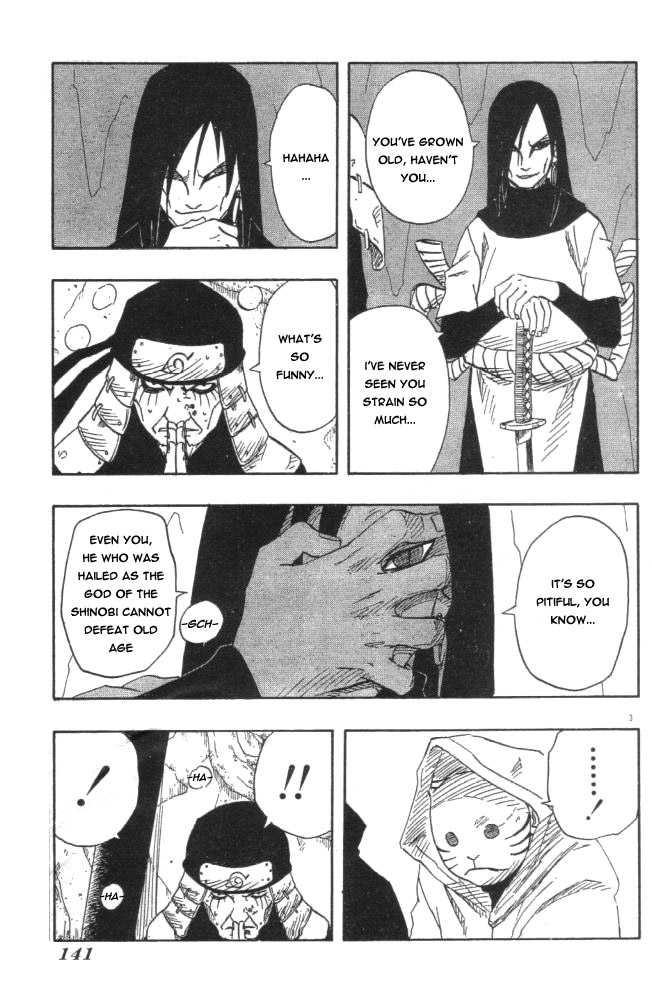 YOU'VE GROWN
OLD, HAVEN'T
YOU...
I'VE NEVER
SEEN YOU
STRAIN SO
MUCH...
HAHAHA
...
WHAT'S
SO
FUNNY...
IT'S SO
PITIFUL, YOU
KNOW...
EVEN YOU,
HE WHO WAS
HAILED AS THE
GOD OF THE
SHINOBI CANNOT
DEFEAT OLD
AGE
-GCH-
3
......!
!!
-HA-
!
-HA-
141